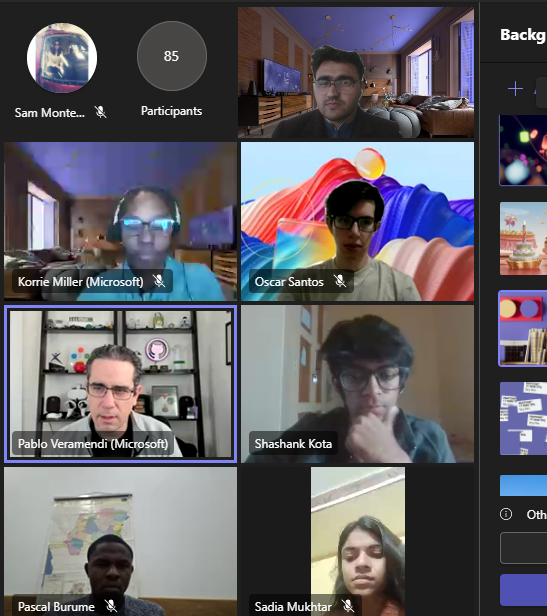 Backg
85
Sam Monte...
Participants
Korrie Miller (Microsoft)
Oscar Santos
Pablo Veramendi (Microsoft)
Shashank Kota
Oth
Pascal Burume
Sadia Mukhtar